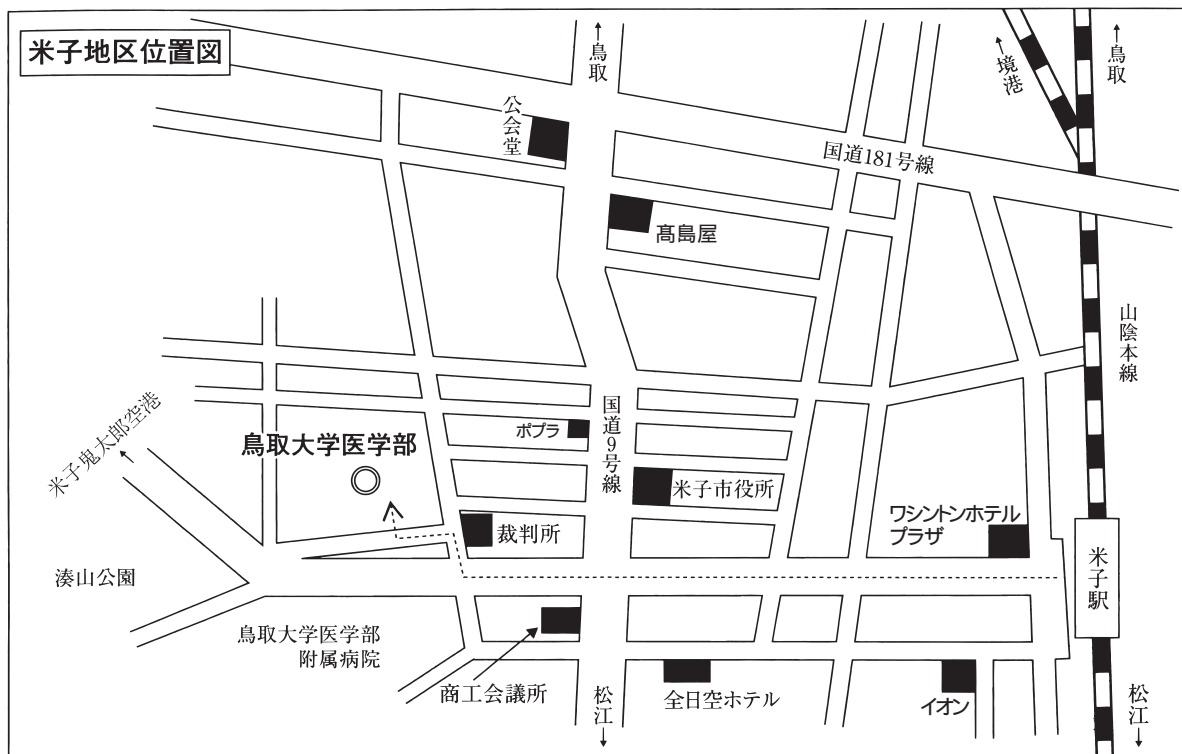 米子地区位置図
↑鳥取
↑境港
↑鳥取
公会堂
国道181号線
髙島屋
山陰本線
米子鬼太郎空港
鳥取大学医学部
ポプラ
国道9号線
米子市役所
裁判所
ワシントンホテル
プラザ
米子駅
湊山公園
鳥取大学医学部
附属病院
商工会議所
松江↓
全日空ホテル
イオン
松江↓